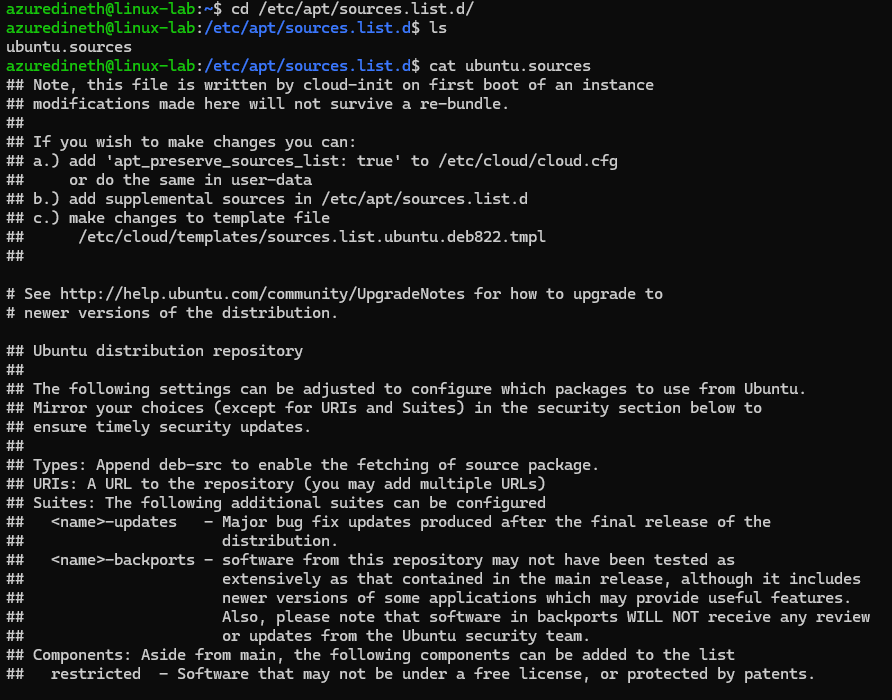 azuredineth@linux-lab:~$ cd /etc/apt/sources.list.d/
azuredineth@linux-lab:/etc/apt/sources.list.d$ ls
ubuntu.sources
azuredineth@linux-lab:/etc/apt/sources.list.d$ cat ubuntu.sources
## Note, this file is written by cloud-init on first boot of an instance
## modifications made here will not survive a re-bundle.
##
## If you wish to make changes you can:
## a.) add 'apt_preserve_sources_list: true' to /etc/cloud/cloud.cfg
##     or do the same in user-data
## b.) add supplemental sources in /etc/apt/sources.list.d
## c.) make changes to template file
##      /etc/cloud/templates/sources.list.ubuntu.deb822.tmpl
##

# See http://help.ubuntu.com/community/UpgradeNotes for how to upgrade to
# newer versions of the distribution.

## Ubuntu distribution repository
##
## The following settings can be adjusted to configure which packages to use from Ubuntu.
## Mirror your choices (except for URIs and Suites) in the security section below to
## ensure timely security updates.
##
## Types: Append deb-src to enable the fetching of source package.
## URIs: A URL to the repository (you may add multiple URLs)
## Suites: The following additional suites can be configured
##   <name>-updates   - Major bug fix updates produced after the final release of the
##                      distribution.
##   <name>-backports - software from this repository may not have been tested as
##                      extensively as that contained in the main release, although it includes
##                      newer versions of some applications which may provide useful features.
##                      Also, please note that software in backports WILL NOT receive any review
##                      or updates from the Ubuntu security team.
## Components: Aside from main, the following components can be added to the list
##   restricted  - Software that may not be under a free license, or protected by patents.